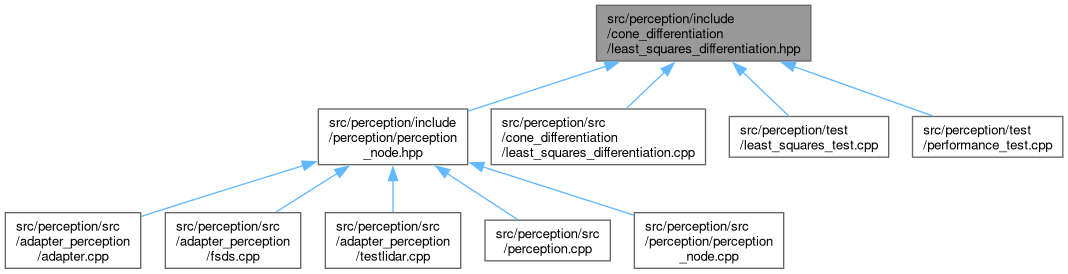 src/perception/include
/cone_differentiation
/least_squares_differentiation.hpp
src/perception/include
/perception/perception
_node.hpp
src/perception/src
/cone_differentiation
/least_squares_differentiation.cpp
src/perception/test
/least_squares_test.cpp
src/perception/test
/performance_test.cpp
src/perception/src
/adapter_perception
/adapter.cpp
src/perception/src
/adapter_perception
/fsds.cpp
src/perception/src
/adapter_perception
/testlidar.cpp
src/perception/src
/perception.cpp
src/perception/src
/perception/perception
_node.cpp